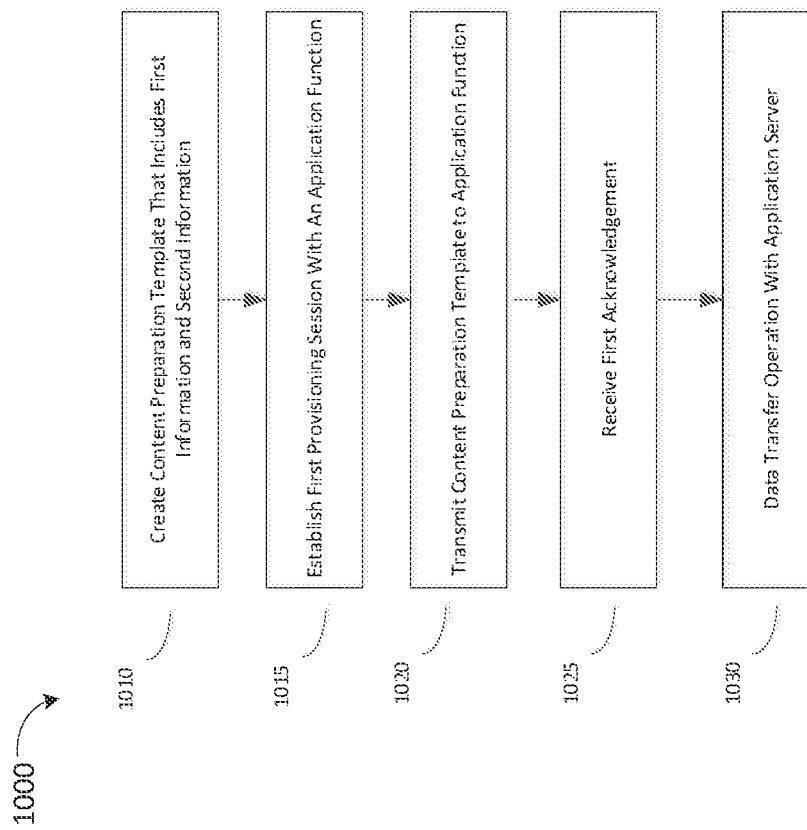 1000
1010
Create Content Preparation Template That Includes First
Information and Second Information
1015
Establish First Provisioning Session With An Application Function
1020
Transmit Content Preparation Template to Application Function
1025
Receive First Acknowledgement
1030
Data Transfer Operation With Application Server